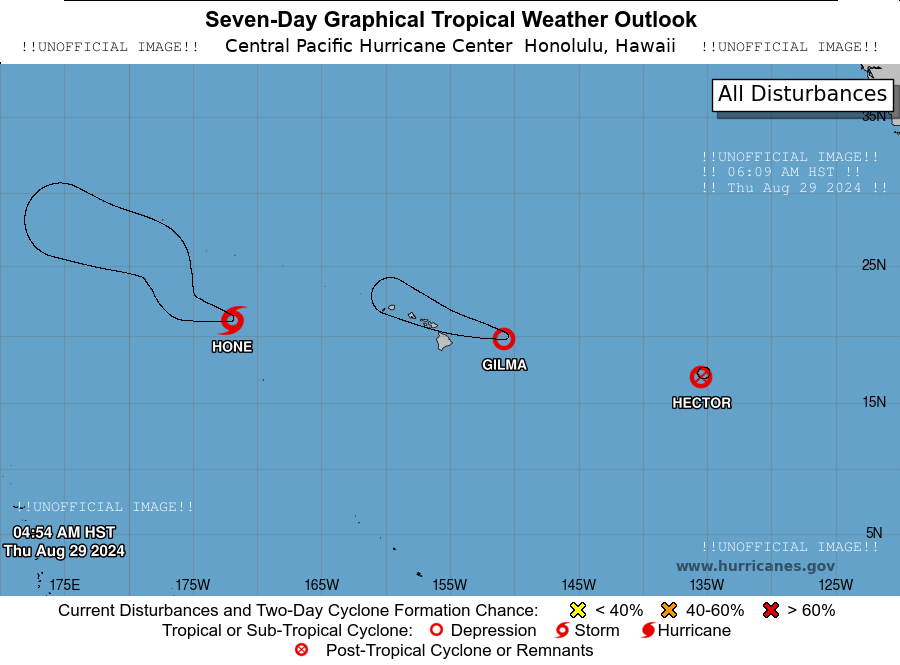 Seven-Day Graphical Tropical Weather Outlook
!!UNOFFICIAL IMAGE!! Central Pacific Hurricane Center Honolulu, Hawaii !!UNOFFICIAL IMAGE!!
All Disturbances
35N
!!UNOFFICIAL IMAGE!!
!! 06:09 AM HST !!
!! Thu Aug 29 2024 !!
25N
HONE
GILMA
HECTOR
15N
!!UNOFFICIAL IMAGE!!
04:54 AM HST
Thu Aug 29 2024
5N
!!UNOFFICIAL IMAGE!!
www.hurricanes.gov
175E 175W 165W 155W 145W 135W 125W
Current Disturbances and Two-Day Cyclone Formation Chance: < 40% 40-60% > 60%
Tropical or Sub-Tropical Cyclone: Depression Storm Hurricane
Post-Tropical Cyclone or Remnants